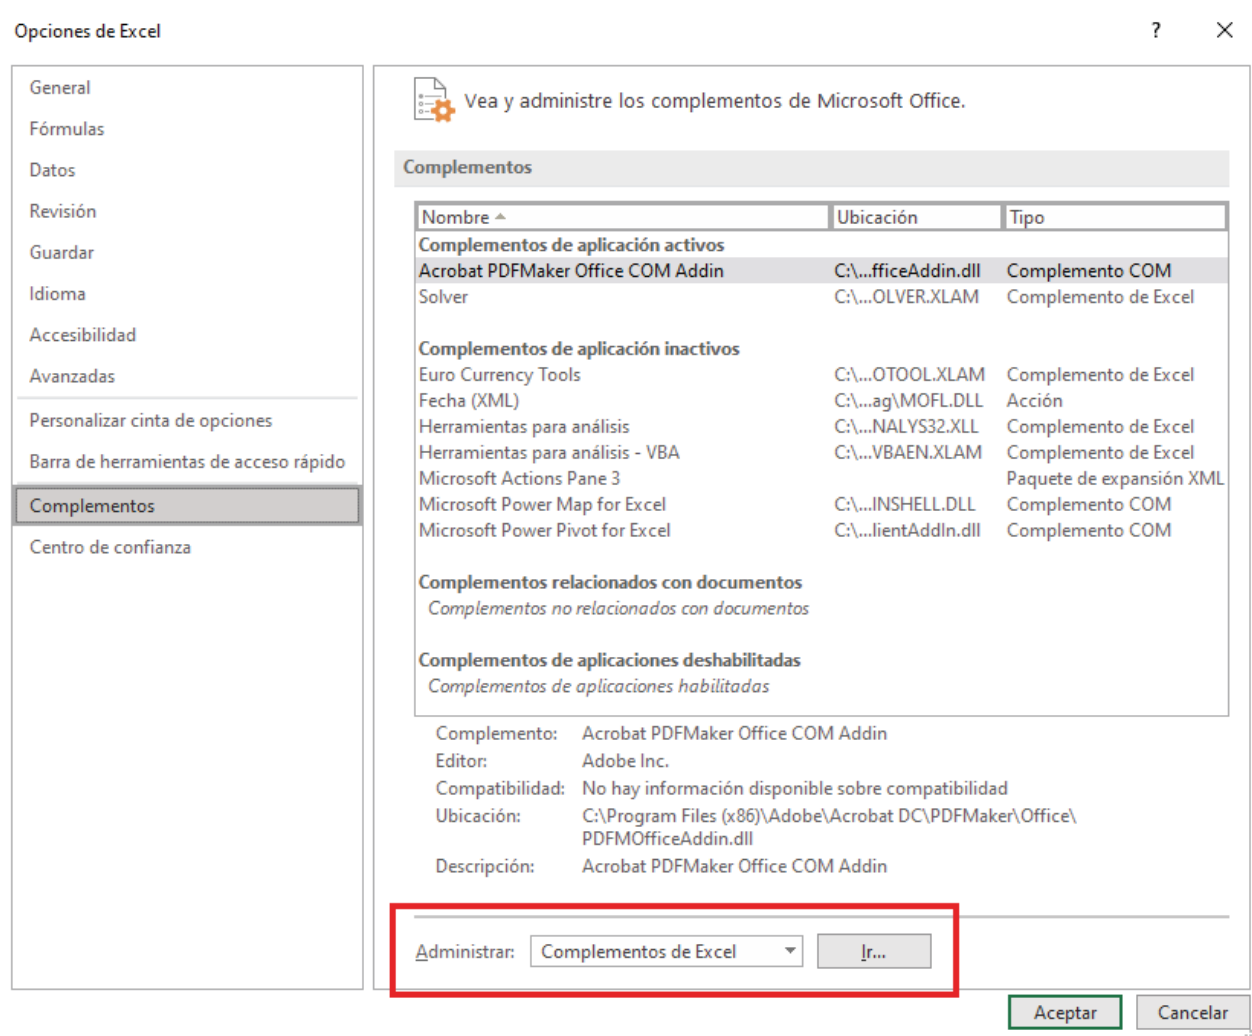 Opciones de Excel ?
General
Fórmulas
Datos
Revisión
Guardar
Idioma
Accesibilidad
Avanzadas
Personalizar cinta de opciones
Barra de herramientas de acceso rápido
Complementos
Centro de confianza
Vea y administre los complementos de Microsoft Office.
Complementos
Nombre Ubicación Tipo
Complementos de aplicación activos
Acrobat PDFMaker Office COM Addin C:\...fficeAddin.dll Complemento COM
Solver C:\...OLVER.XLAM Complemento de Excel
Complementos de aplicación inactivos
Euro Currency Tools C:\...OTOOL.XLAM Complemento de Excel
Fecha (XML) C:\...ag\MOFL.DLL Acción
Herramientas para análisis C:\...NALYS32.XLL Complemento de Excel
Herramientas para análisis - VBA C:\...VBAEN.XLAM Complemento de Excel
Microsoft Actions Pane 3 Paquete de expansión XML
Microsoft Power Map for Excel C:\...INSHELL.DLL Complemento COM
Microsoft Power Pivot for Excel C:\...lientAddIn.dll Complemento COM
Complementos relacionados con documentos
Complementos no relacionados con documentos
Complementos de aplicaciones deshabilitadas
Complementos de aplicaciones habilitadas
Complemento: Acrobat PDFMaker Office COM Addin
Editor: Adobe Inc.
Compatibilidad: No hay información disponible sobre compatibilidad
Ubicación: C:\Program Files (x86)\Adobe\Acrobat DC\PDFMaker\Office\
PDFMOfficeAddin.dll
Descripción: Acrobat PDFMaker Office COM Addin
Administrar: Complementos de Excel Ir...
Aceptar Cancelar